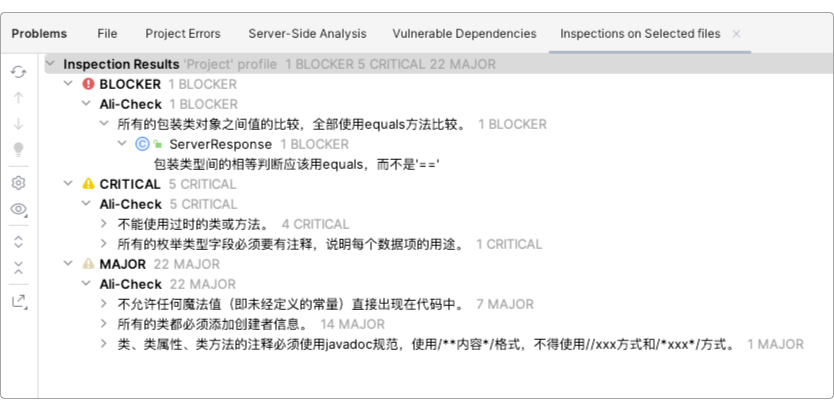 Problems File Project Errors Server-Side Analysis Vulnerable Dependencies Inspections on Selected files
Inspection Results 'Project' profile 1 BLOCKER 5 CRITICAL 22 MAJOR
BLOCKER 1 BLOCKER
Ali-Check 1 BLOCKER
所有的包装类对象之间值的比较，全部使用equals方法比较。 1 BLOCKER
ServerResponse 1 BLOCKER
包装类型间的相等判断应该用equals，而不是'=='
CRITICAL 5 CRITICAL
Ali-Check 5 CRITICAL
不能使用过时的类或方法。 4 CRITICAL
所有的枚举类型字段必须要有注释，说明每个数据项的用途。 1 CRITICAL
MAJOR 22 MAJOR
Ali-Check 22 MAJOR
不允许任何魔法值（即未经定义的常量）直接出现在代码中。 7 MAJOR
所有的类都必须添加创建者信息。 14 MAJOR
类、类属性、类方法的注释必须使用javadoc规范，使用/**内容*/格式，不得使用//xxx方式和/*xxx*/方式。 1 MAJOR